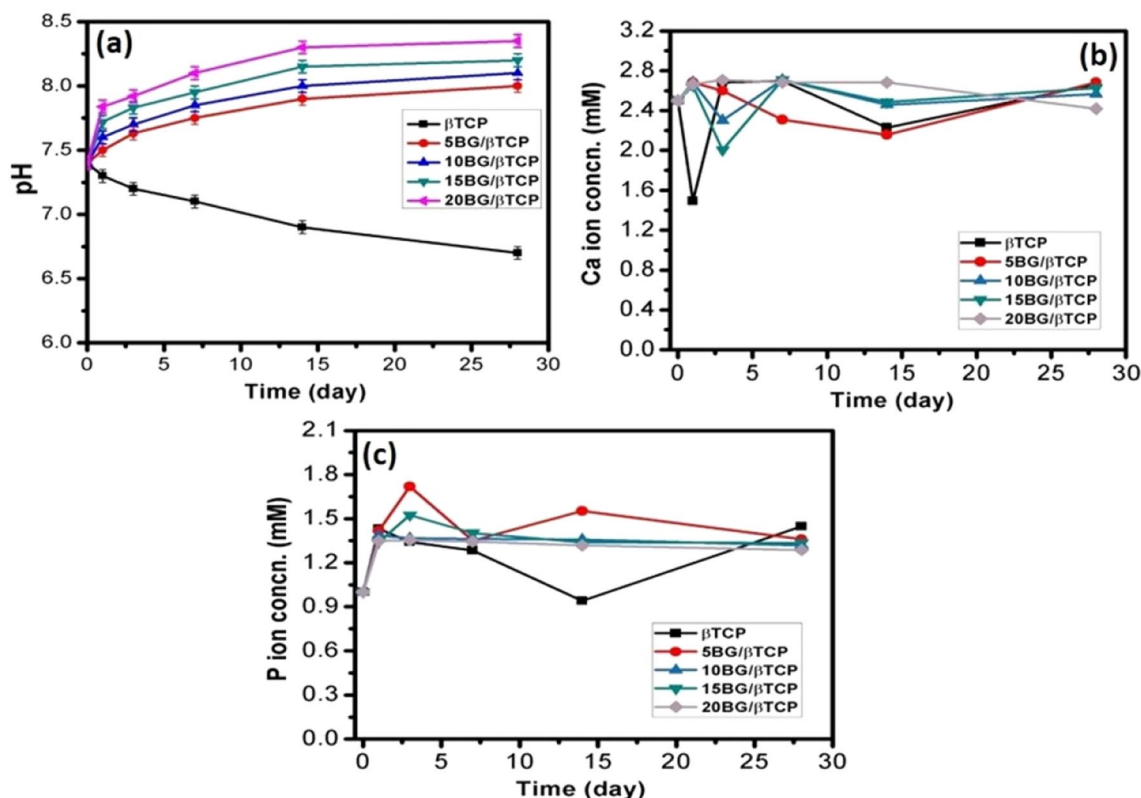 (a)
8.5
8.0
7.5
7.0
6.5
6.0
pH
βTCP
5BG/βTCP
10BG/βTCP
15BG/βTCP
20BG/βTCP
0 5 10 15 20 25 30
Time (day)
(b)
3.2
2.8
2.4
2.0
1.6
1.2
0.8
0.4
0.0
Ca ion concn. (mM)
βTCP
5BG/βTCP
10BG/βTCP
15BG/βTCP
20BG/βTCP
0 5 10 15 20 25 30
Time (day)
(c)
2.1
1.8
1.5
1.2
0.9
0.6
0.3
0.0
P ion concn. (mM)
βTCP
5BG/βTCP
10BG/βTCP
15BG/βTCP
20BG/βTCP
0 5 10 15 20 25 30
Time (day)